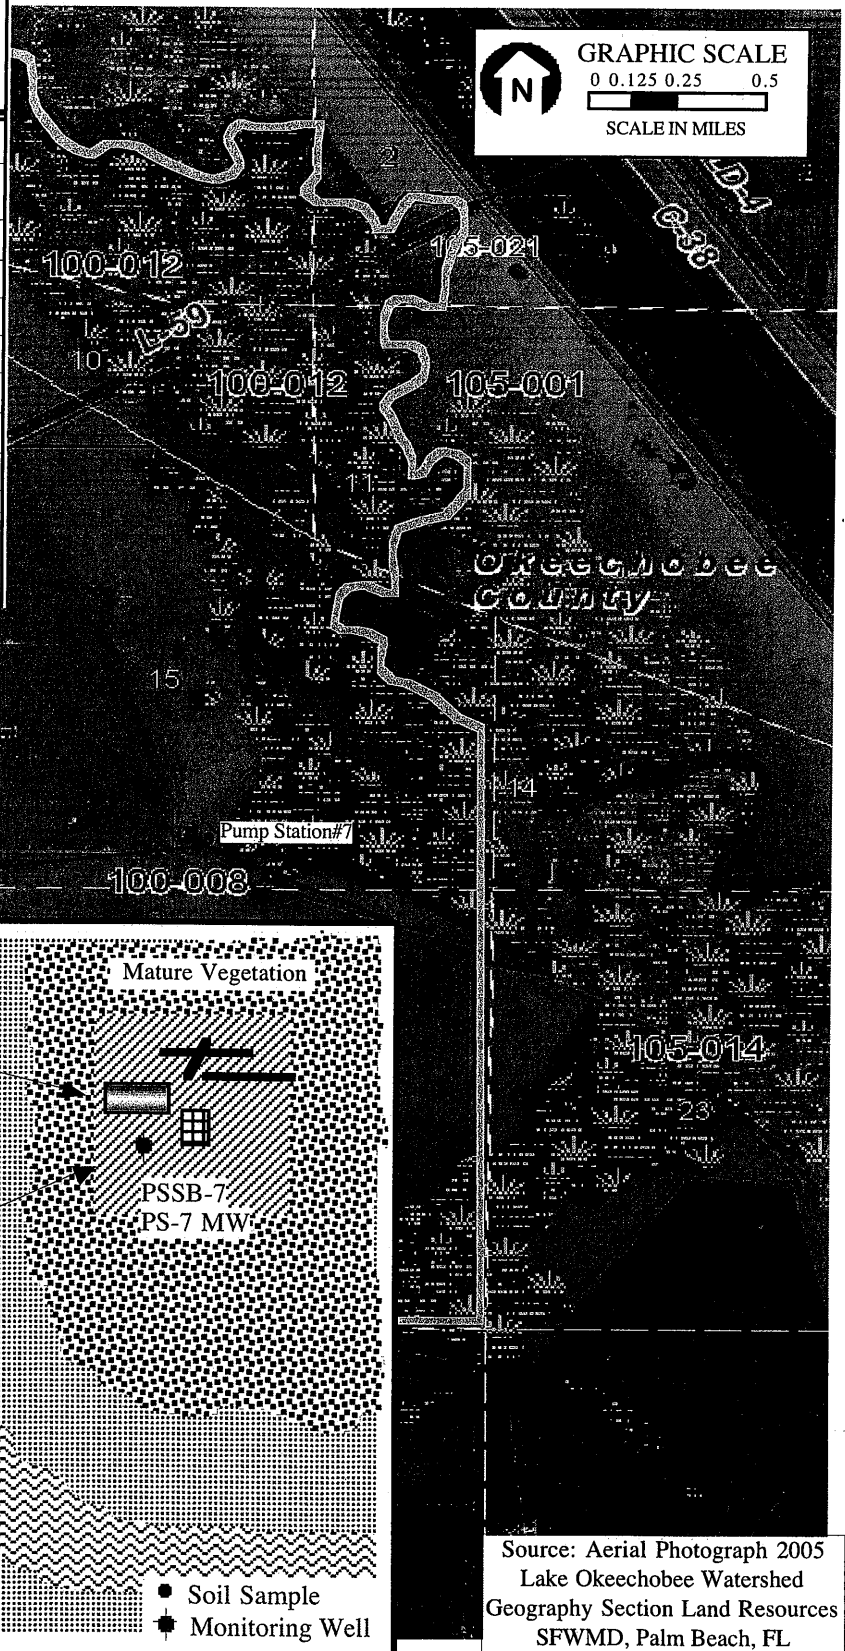 GRAPHIC SCALE
N
0 0.125 0.25 0.5
SCALE IN MILES
2
LD-4
C-38
105-021
100-012
L-59
10
100-012
105-001
11
Okeechobee
County
15
14
Pump Station#7
100-008
Mature Vegetation
105-014
23
PSSB-7
PS-7 MW
Soil Sample
Monitoring Well
Source: Aerial Photograph 2005
Lake Okeechobee Watershed
Geography Section Land Resources
SFWMD, Palm Beach, FL